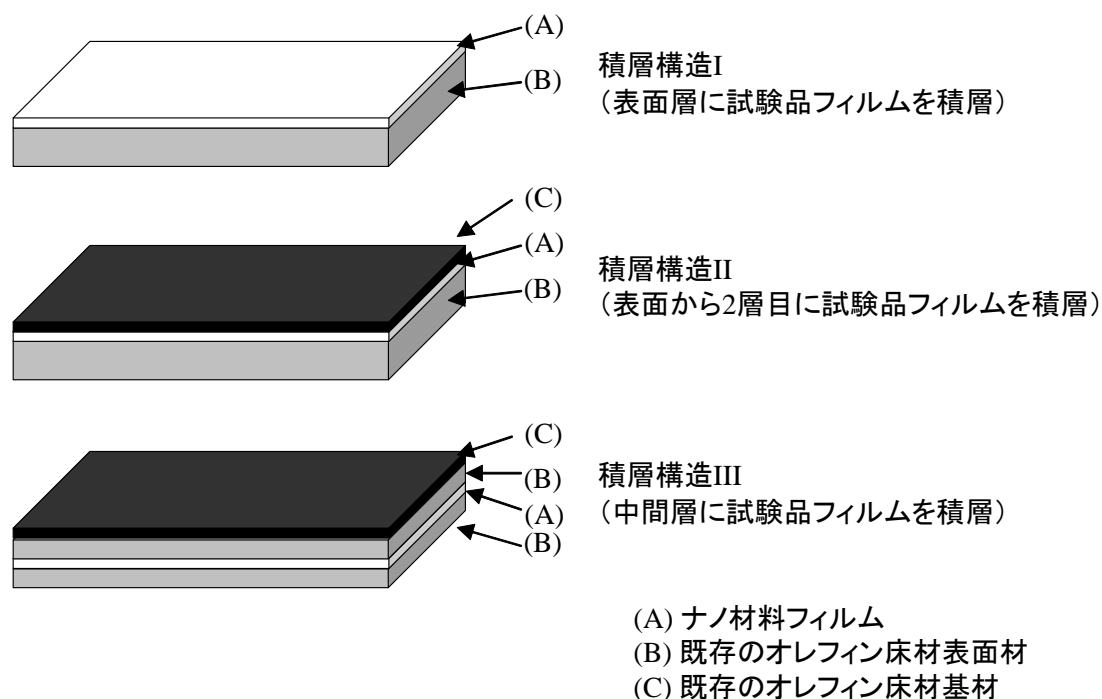 (A)
(B)
積層構造I
（表面層に試験品フィルムを積層）
(C)
(A)
(B)
積層構造II
（表面から2層目に試験品フィルムを積層）
(C)
(B)
(A)
(B)
積層構造III
（中間層に試験品フィルムを積層）
(A) ナノ材料フィルム
(B) 既存のオレフィン床材表面材
(C) 既存のオレフィン床材基材